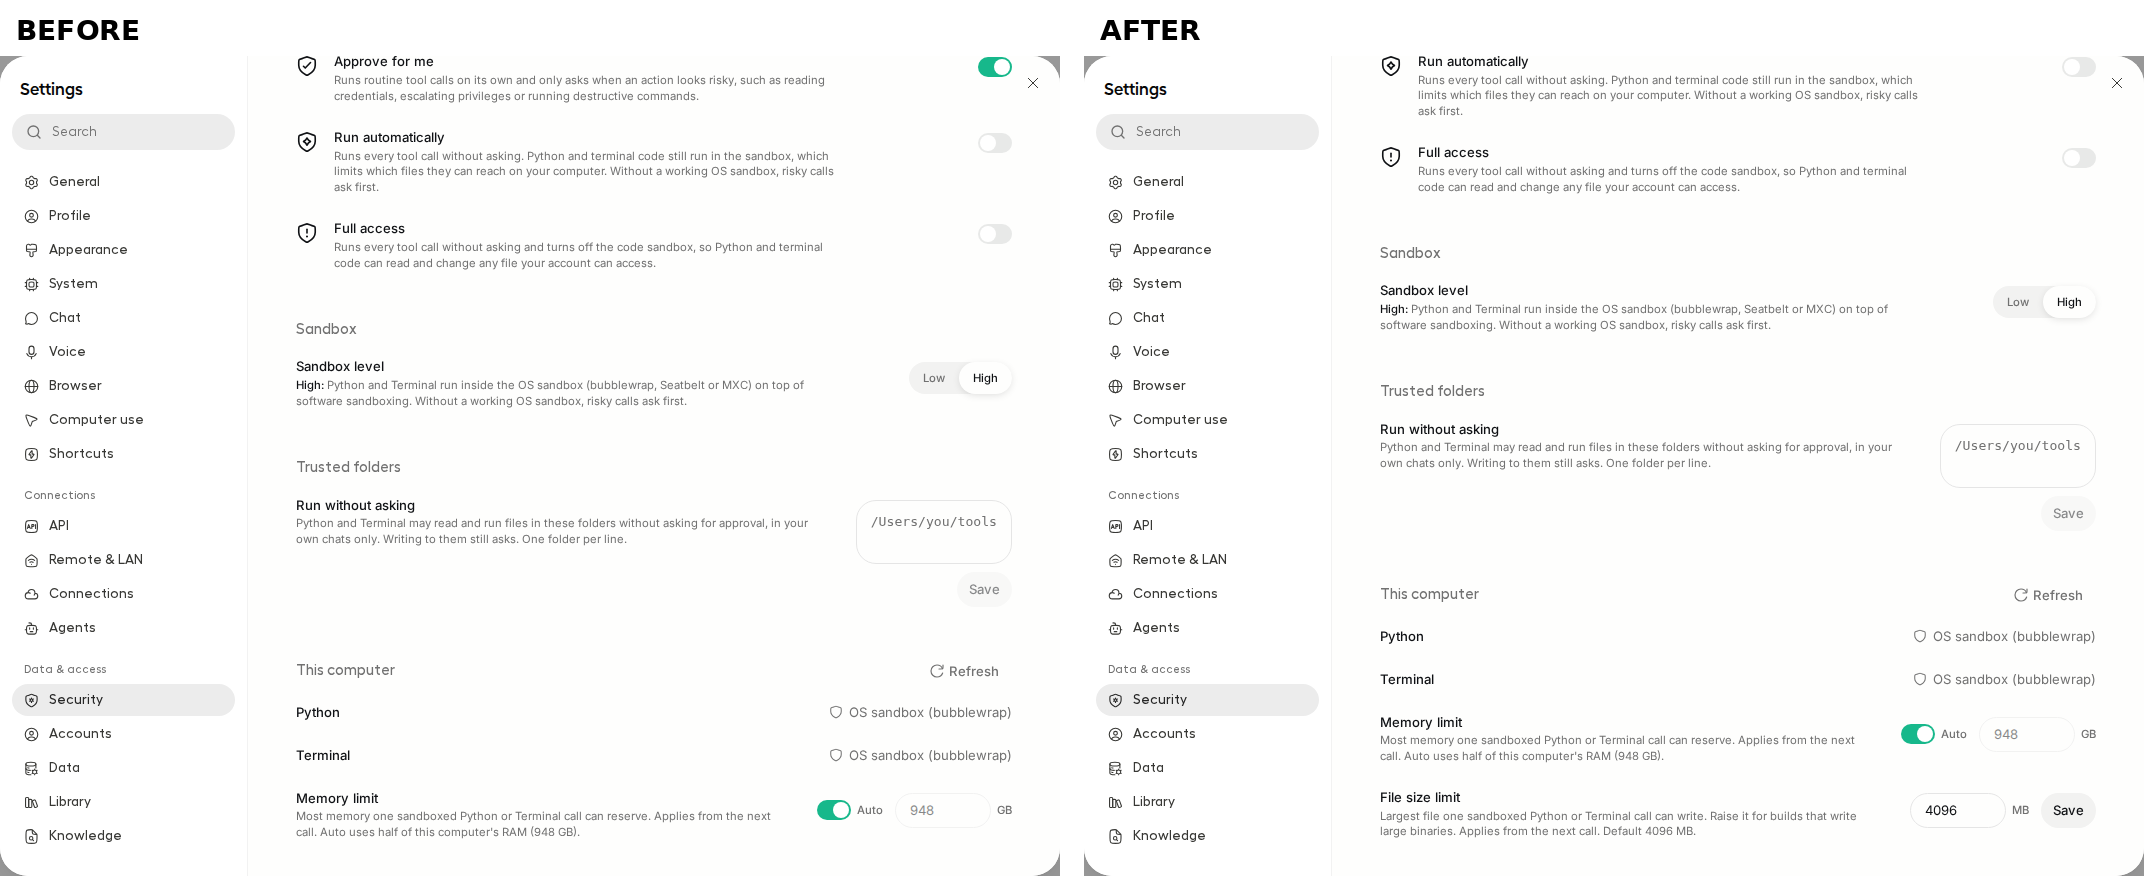 BEFORE
Settings
Search
General
Profile
Appearance
System
Chat
Voice
Browser
Computer use
Shortcuts
Connections
API
Remote & LAN
Connections
Agents
Data & access
Security
Accounts
Data
Library
Knowledge
Approve for me
Runs routine tool calls on its own and only asks when an action looks risky, such as reading
credentials, escalating privileges or running destructive commands.
Run automatically
Runs every tool call without asking. Python and terminal code still run in the sandbox, which
limits which files they can reach on your computer. Without a working OS sandbox, risky calls
ask first.
Full access
Runs every tool call without asking and turns off the code sandbox, so Python and terminal
code can read and change any file your account can access.
Sandbox
Sandbox level
High: Python and Terminal run inside the OS sandbox (bubblewrap, Seatbelt or MXC) on top of
software sandboxing. Without a working OS sandbox, risky calls ask first.
Low High
Trusted folders
Run without asking
Python and Terminal may read and run files in these folders without asking for approval, in your
own chats only. Writing to them still asks. One folder per line.
/Users/you/tools
Save
This computer
Refresh
Python
OS sandbox (bubblewrap)
Terminal
OS sandbox (bubblewrap)
Memory limit
Most memory one sandboxed Python or Terminal call can reserve. Applies from the next
call. Auto uses half of this computer's RAM (948 GB).
Auto 948 GB
AFTER
Settings
Search
General
Profile
Appearance
System
Chat
Voice
Browser
Computer use
Shortcuts
Connections
API
Remote & LAN
Connections
Agents
Data & access
Security
Accounts
Data
Library
Knowledge
Run automatically
Runs every tool call without asking. Python and terminal code still run in the sandbox, which
limits which files they can reach on your computer. Without a working OS sandbox, risky calls
ask first.
Full access
Runs every tool call without asking and turns off the code sandbox, so Python and terminal
code can read and change any file your account can access.
Sandbox
Sandbox level
High: Python and Terminal run inside the OS sandbox (bubblewrap, Seatbelt or MXC) on top of
software sandboxing. Without a working OS sandbox, risky calls ask first.
Low High
Trusted folders
Run without asking
Python and Terminal may read and run files in these folders without asking for approval, in your
own chats only. Writing to them still asks. One folder per line.
/Users/you/tools
Save
This computer
Refresh
Python
OS sandbox (bubblewrap)
Terminal
OS sandbox (bubblewrap)
Memory limit
Most memory one sandboxed Python or Terminal call can reserve. Applies from the next
call. Auto uses half of this computer's RAM (948 GB).
Auto 948 GB
File size limit
Largest file one sandboxed Python or Terminal call can write. Raise it for builds that write
large binaries. Applies from the next call. Default 4096 MB.
4096 MB Save